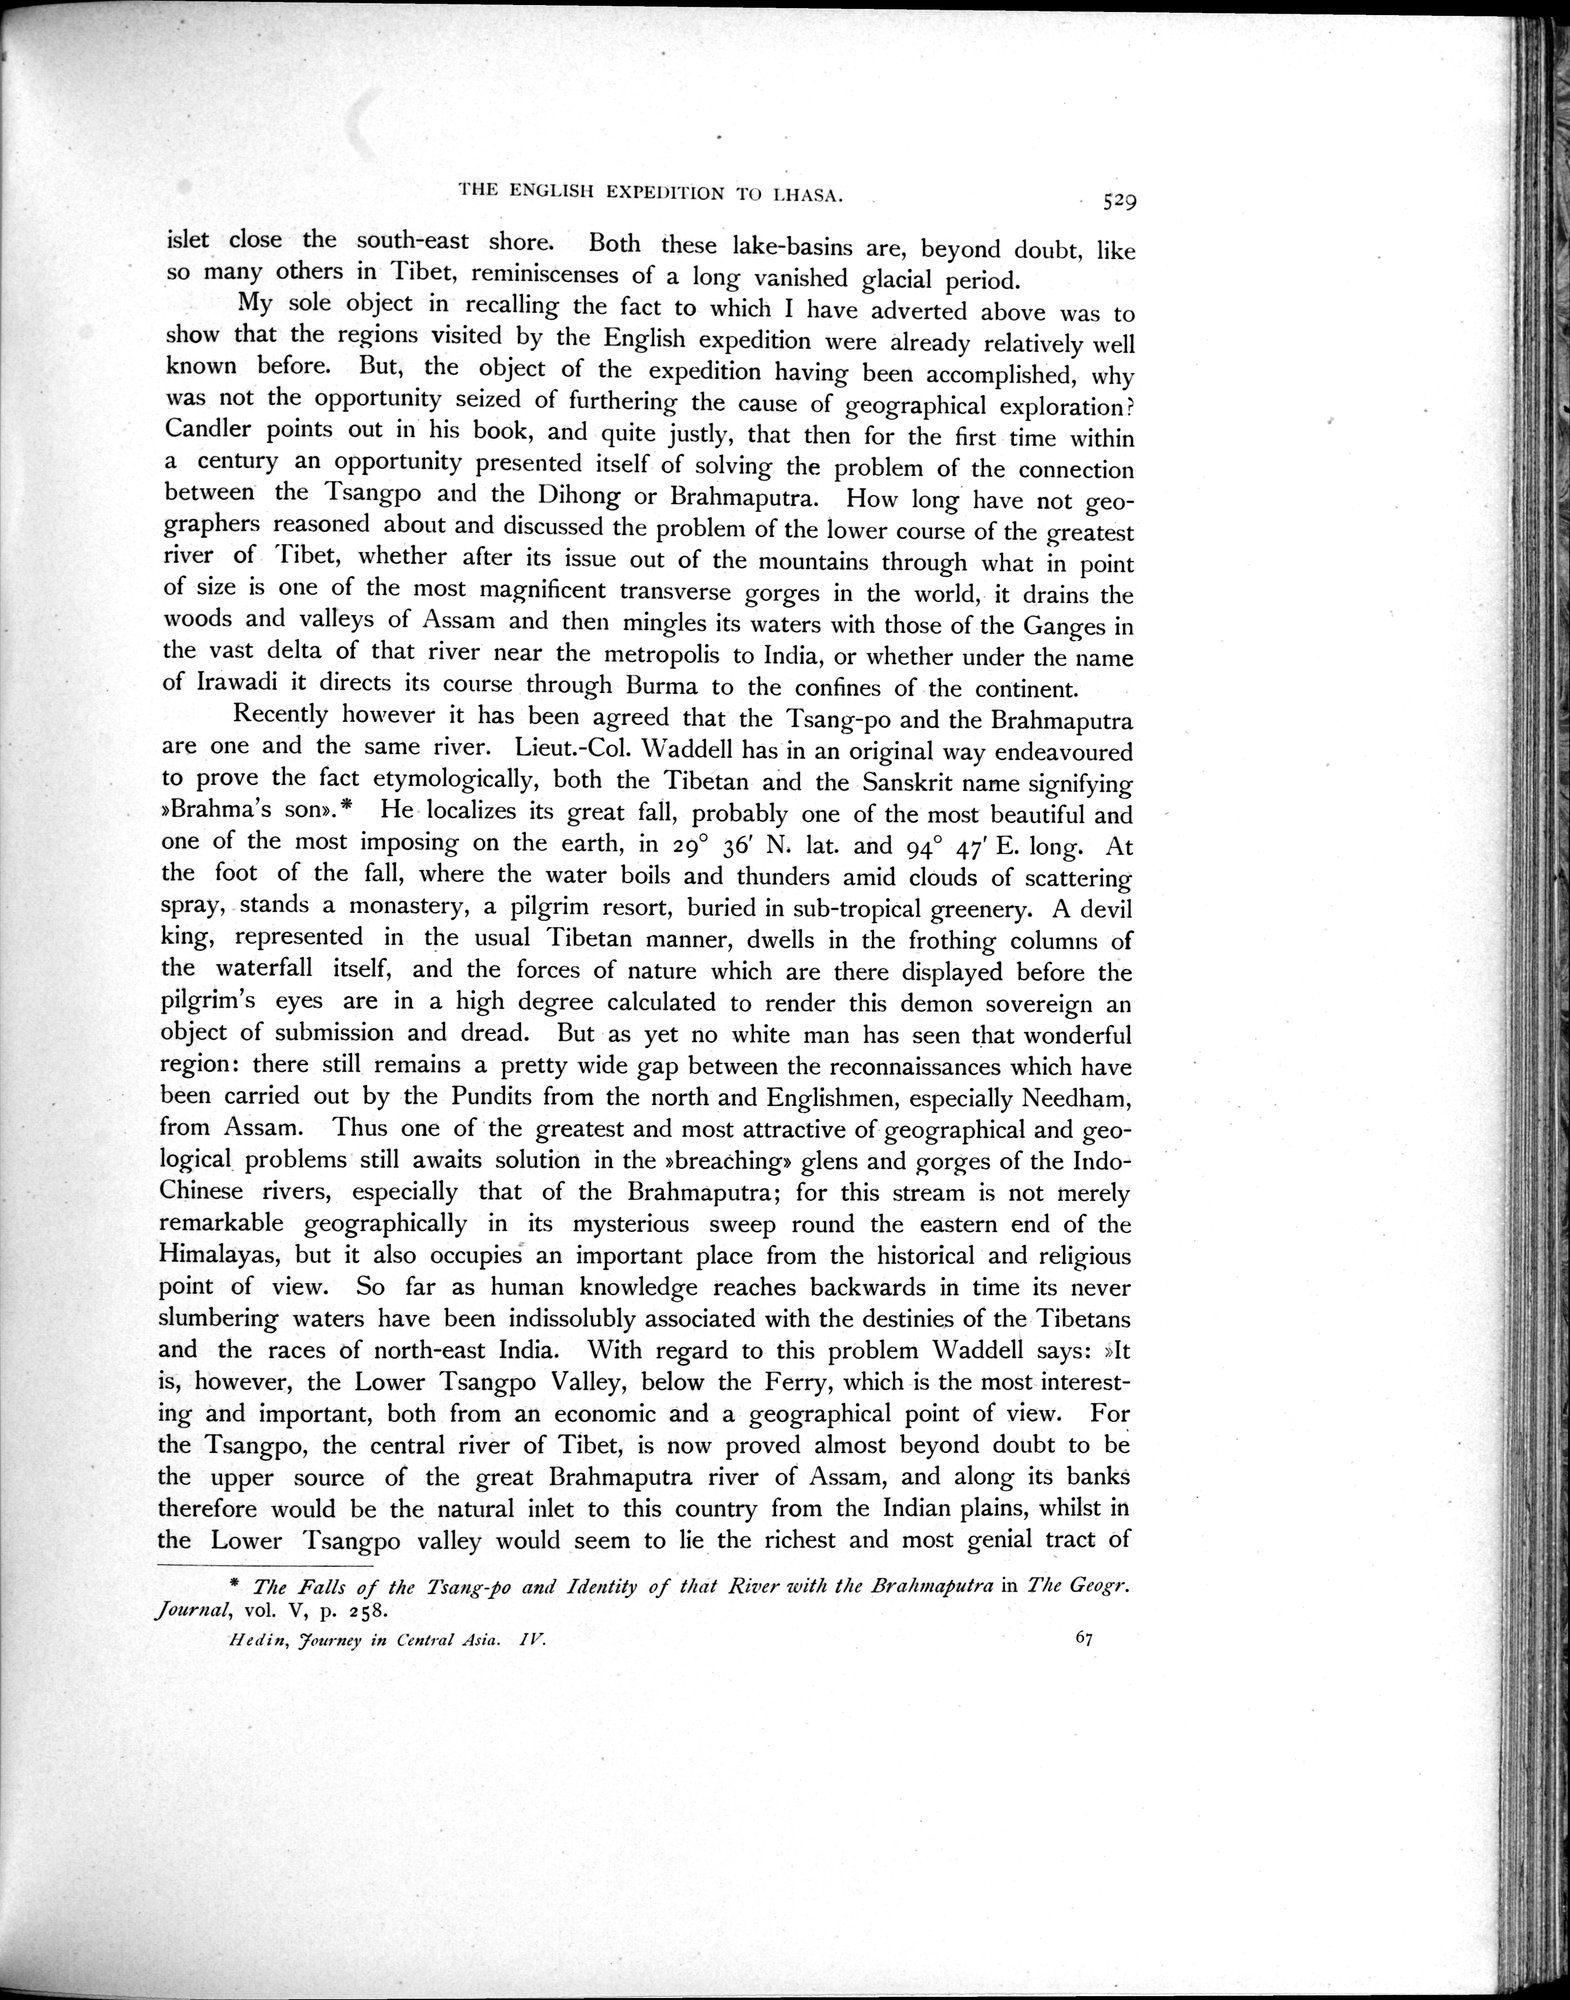 THE ENGLISH EXPEDITION TO LHASA. 529
islet close the south-east shore. Both these lake-basins are, beyond doubt, like
so many others in Tibet, reminiscenses of a long vanished glacial period.
My sole object in recalling the fact to which I have adverted above was to
show that the regions visited by the English expedition were already relatively well
known before. But, the object of the expedition having been accomplished, why
was not the opportunity seized of furthering the cause of geographical exploration?
Candler points out in his book, and quite justly, that then for the first time within
a century an opportunity presented itself of solving the problem of the connection
between the Tsangpo and the Dihong or Brahmaputra. How long have not geo-
graphers reasoned about and discussed the problem of the lower course of the greatest
river of Tibet, whether after its issue out of the mountains through what in point
of size is one of the most magnificent transverse gorges in the world, it drains the
woods and valleys of Assam and then mingles its waters with those of the Ganges in
the vast delta of that river near the metropolis to India, or whether under the name
of Irawadi it directs its course through Burma to the confines of the continent.
Recently however it has been agreed that the Tsang-po and the Brahmaputra
are one and the same river. Lieut.-Col. Waddell has in an original way endeavoured
to prove the fact etymologically, both the Tibetan and the Sanskrit name signifying
»Brahma's son».* He localizes its great fall, probably one of the most beautiful and
one of the most imposing on the earth, in 29° 36' N. lat. and 94° 47' E. long. At
the foot of the fall, where the water boils and thunders amid clouds of scattering
spray, stands a monastery, a pilgrim resort, buried in sub-tropical greenery. A devil
king, represented in the usual Tibetan manner, dwells in the frothing columns of
the waterfall itself, and the forces of nature which are there displayed before the
pilgrim's eyes are in a high degree calculated to render this demon sovereign an
object of submission and dread. But as yet no white man has seen that wonderful
region: there still remains a pretty wide gap between the reconnaissances which have
been carried out by the Pundits from the north and Englishmen, especially Needham,
from Assam. Thus one of the greatest and most attractive of geographical and geo-
logical problems still awaits solution in the »breaching» glens and gorges of the Indo-
Chinese rivers, especially that of the Brahmaputra; for this stream is not merely
remarkable geographically in its mysterious sweep round the eastern end of the
Himalayas, but it also occupies an important place from the historical and religious
point of view. So far as human knowledge reaches backwards in time its never
slumbering waters have been indissolubly associated with the destinies of the Tibetans
and the races of north-east India. With regard to this problem Waddell says: »It
is, however, the Lower Tsangpo Valley, below the Ferry, which is the most interest-
ing and important, both from an economic and a geographical point of view. For
the Tsangpo, the central river of Tibet, is now proved almost beyond doubt to be
the upper source of the great Brahmaputra river of Assam, and along its banks
therefore would be the natural inlet to this country from the Indian plains, whilst in
the Lower Tsangpo valley would seem to lie the richest and most genial tract of
* The Falls of the Tsang-po and Identity of that River with the Brahmaputra in The Geogr.
Journal, vol. V, p. 258.
Hedin, Journey in Central Asia. IV. 67